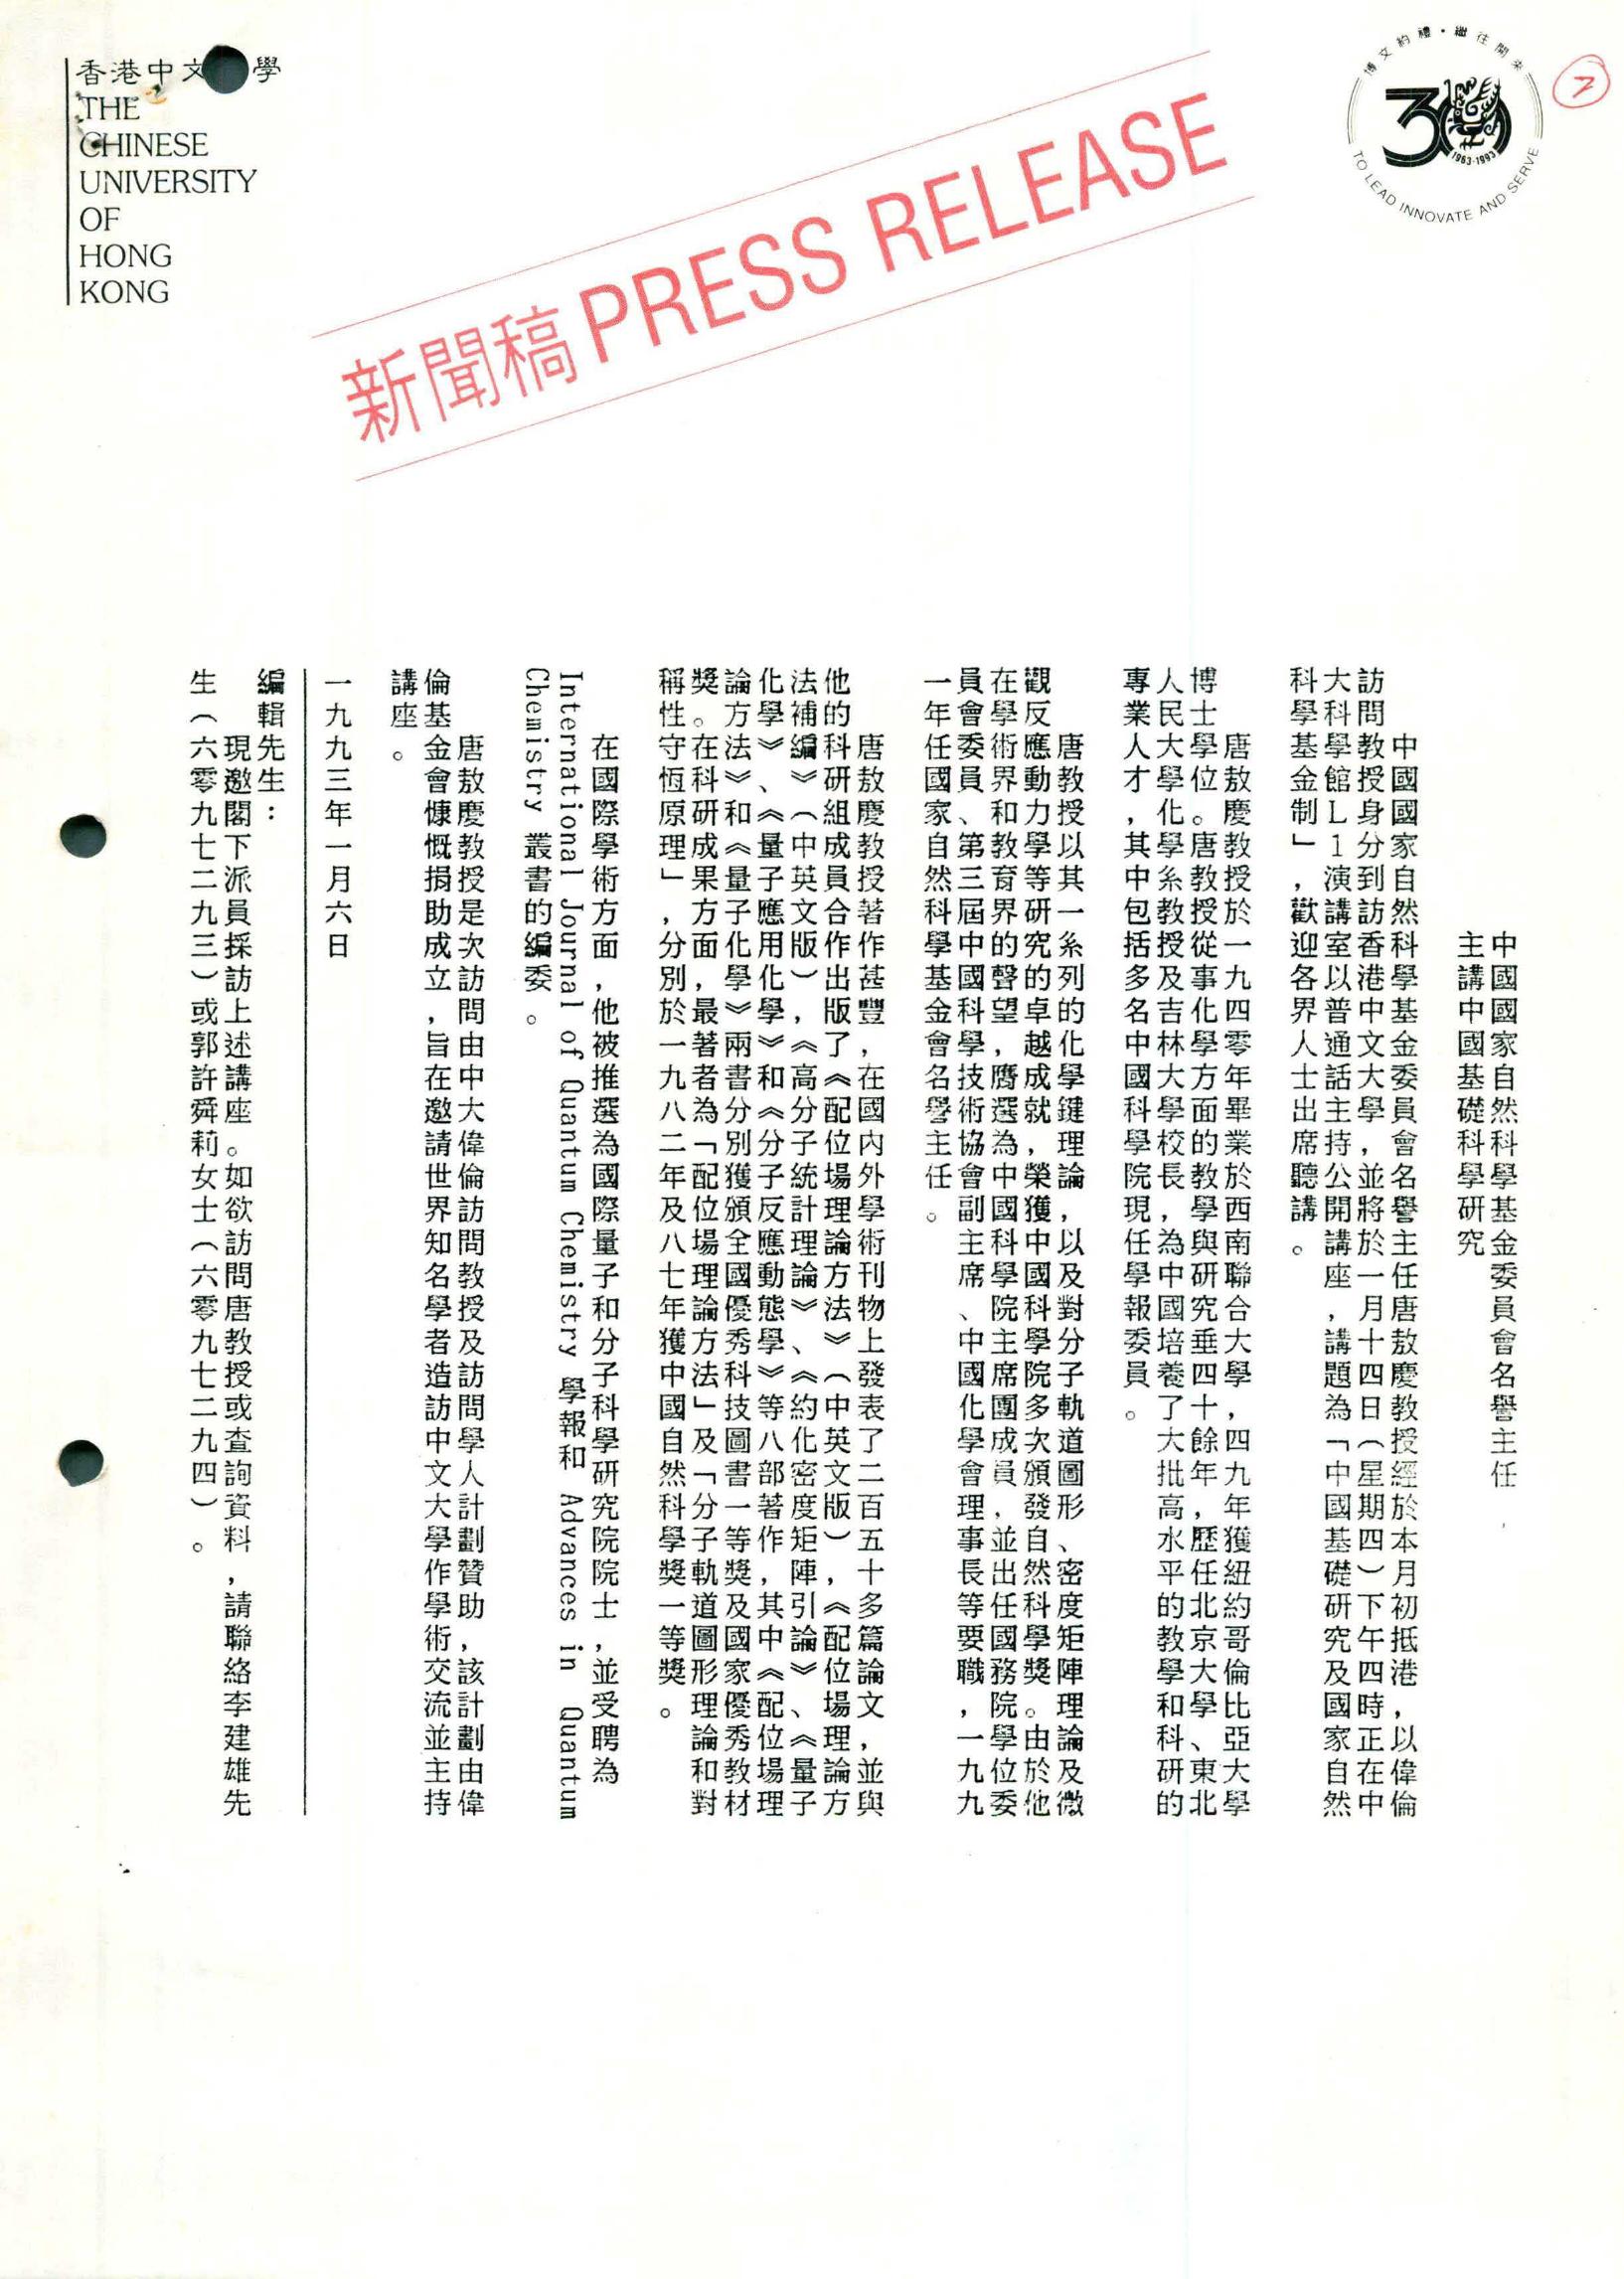 香港中文 學
THE
CHINESE
UNIVERSITY
OF
HONG
KONG
新聞稿 PRESS RELEASE
博文約禮・繼往開來
30
1963-1993
TO LEAD INNOVATE AND SERVE
7
中國國家自然科學基金委員會名譽主任
主講中國基礎科學研究
中國國家自然科學基金委員會名譽主任唐敖慶教授經於本月初抵港，以偉倫
訪問教授身分到訪香港中文大學，並將於一月十四日（星期四）下午四時正在中
大科學館L1演講室以普通話主持公開講座，講題為「中國基礎研究及國家自然
科學基金制」，歡迎各界人士出席聽講。
唐敖慶教授於一九四零年畢業於西南聯合大學，四九年獲紐約哥倫比亞大學
博士學位。唐教授從事化學方面的教學與研究垂四十餘年，歷任北京大學、東北
人民大學化學系教授及吉林大學校長，為中國培養了大批高水平的教學和科研的
專業人才，其中包括多名中國科學院現任學報委員。
唐教授以其一系列的化學鍵理論，以及對分子軌道圖形、密度矩陣理論及微
觀反應動力學等研究的卓越成就，榮獲中國科學院多次頒發自然科學獎。由於他
在學術界和教育界的聲望，膺選為中國科學院主席團成員，並出任國務院學位委
員會委員、第三屆中國科學技術協會副主席、中國化學會理事長等要職，一九九
一年任國家自然科學基金會名譽主任。
唐敖慶教授著作甚豐，在國內外學術刊物上發表了二百五十多篇論文，並與
他的科研組成員合作出版了《配位場理論方法》（中英文版），《配位場理論方
法補編》（中英文版），《高分子統計理論》、《約化密度矩陣引論》、《量子
化學》、《量子應用化學》和《分子反應動態學》等八部著作，其中《配位場理
論方法》和《量子化學》兩書分別獲頒全國優秀科技圖書一等獎，及國家優秀教材
獎。在科研成果方面，最著者為「配位場理論方法」及「分子軌道圖形理論和對
稱性守恆原理」，分別於一九八二年及八七年獲中國自然科學獎一等獎。
在國際學術方面，他被推選為國際量子和分子科學研究院院士，並受聘為
International Journal of Quantum Chemistry 學報和 Advances in Quantum
Chemistry 叢書的編委。
唐敖慶教授是次訪問由中大偉倫訪問教授及訪問學人計劃贊助，該計劃由偉
倫基金會慷慨捐助成立，旨在邀請世界知名學者造訪中文大學作學術交流並主持
講座。
一九九三年一月六日
編輯先生：
現邀閣下派員採訪上述講座。如欲訪問唐教授或查詢資料，請聯絡李建雄先
生（六零九七二九三）或郭許舜莉女士（六零九七二九四）。